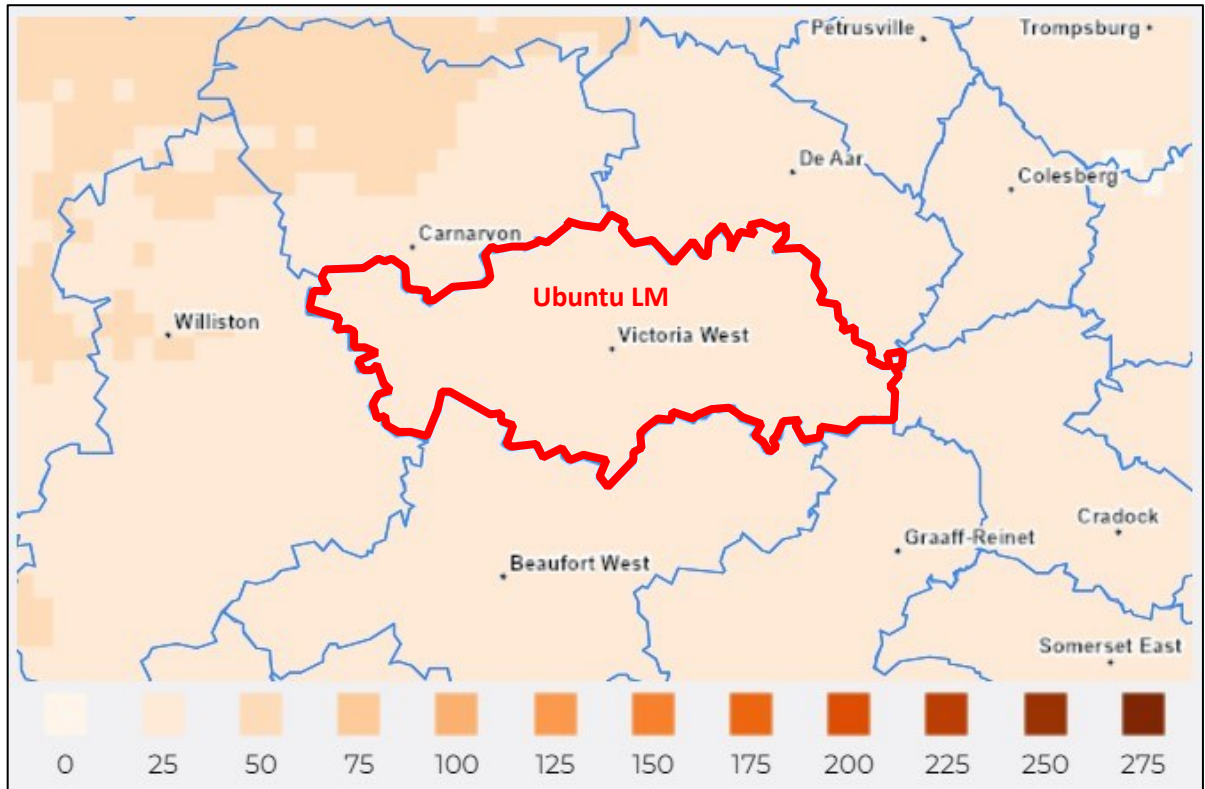 Petrusville
Trompsburg
De Aar
Colesberg
Carnarvon
Ubuntu LM
Williston
Victoria West
Cradock
Graaff-Reinet
Beaufort West
Somerset East
0 25 50 75 100 125 150 175 200 225 250 275